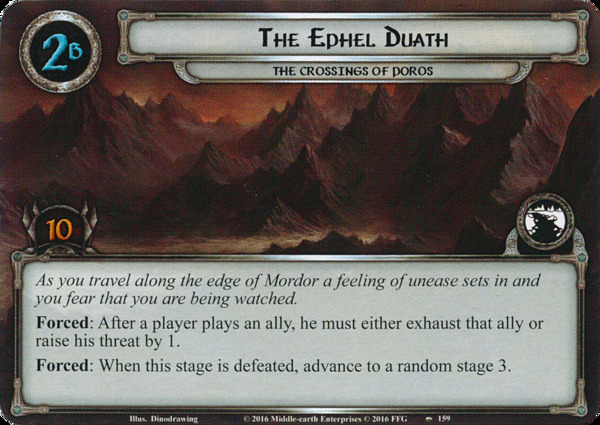 2B
THE EPHEL DUATH
THE CROSSINGS OF POROS
10
As you travel along the edge of Mordor a feeling of unease sets in and
you fear that you are being watched.
Forced: After a player plays an ally, he must either exhaust that ally or
raise his threat by 1.
Forced: When this stage is defeated, advance to a random stage 3.
Illus. Dinodrawing © 2016 Middle-earth Enterprises © 2016 FFG 159